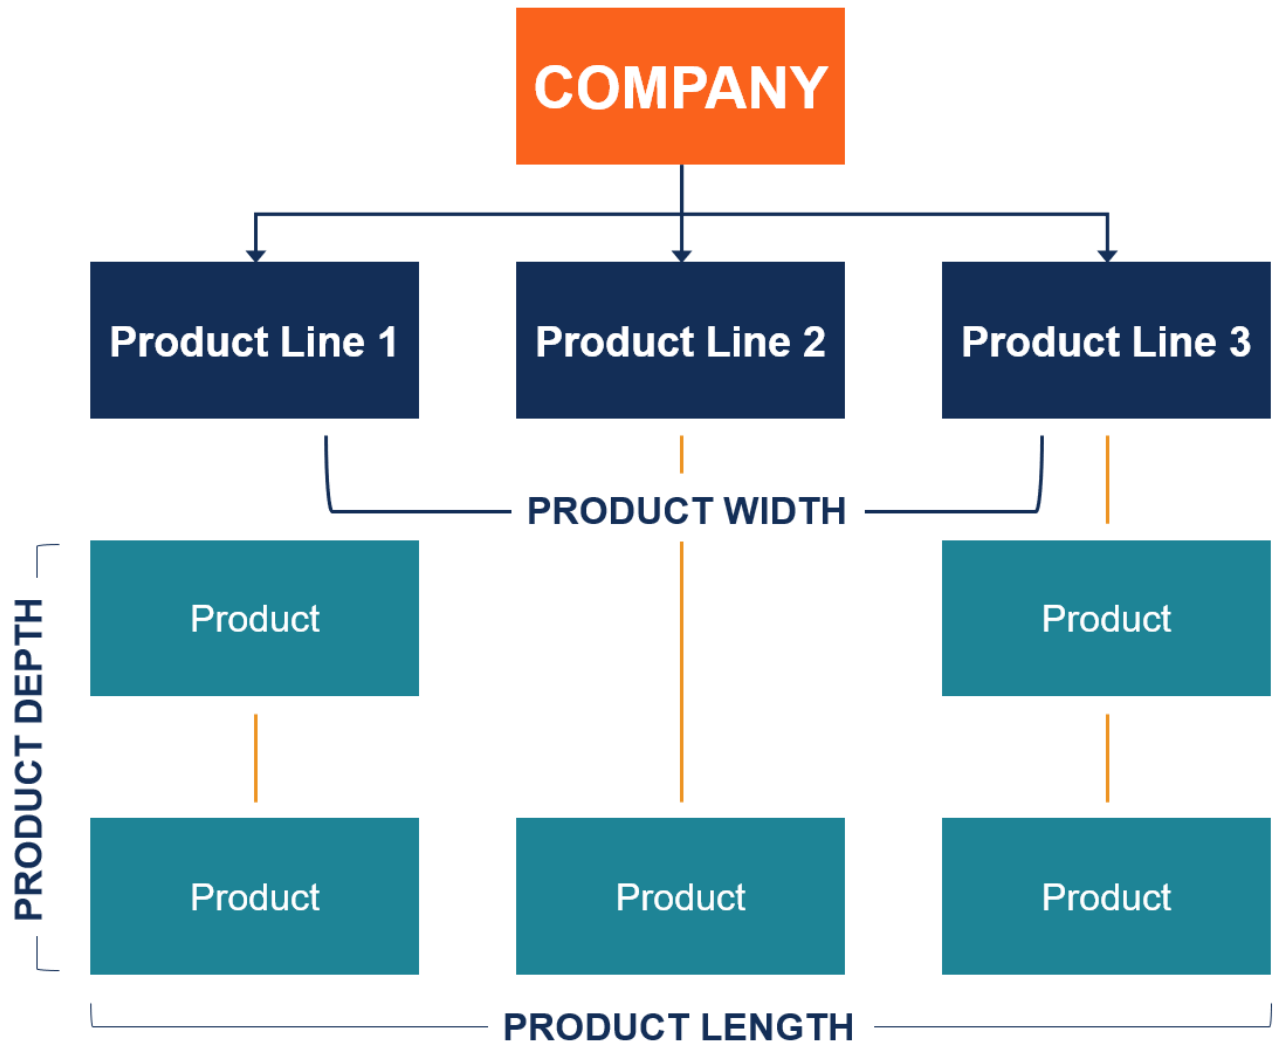 COMPANY
Product Line 1
Product Line 2
Product Line 3
PRODUCT WIDTH
PRODUCT DEPTH
Product
Product
Product
Product
Product
PRODUCT LENGTH